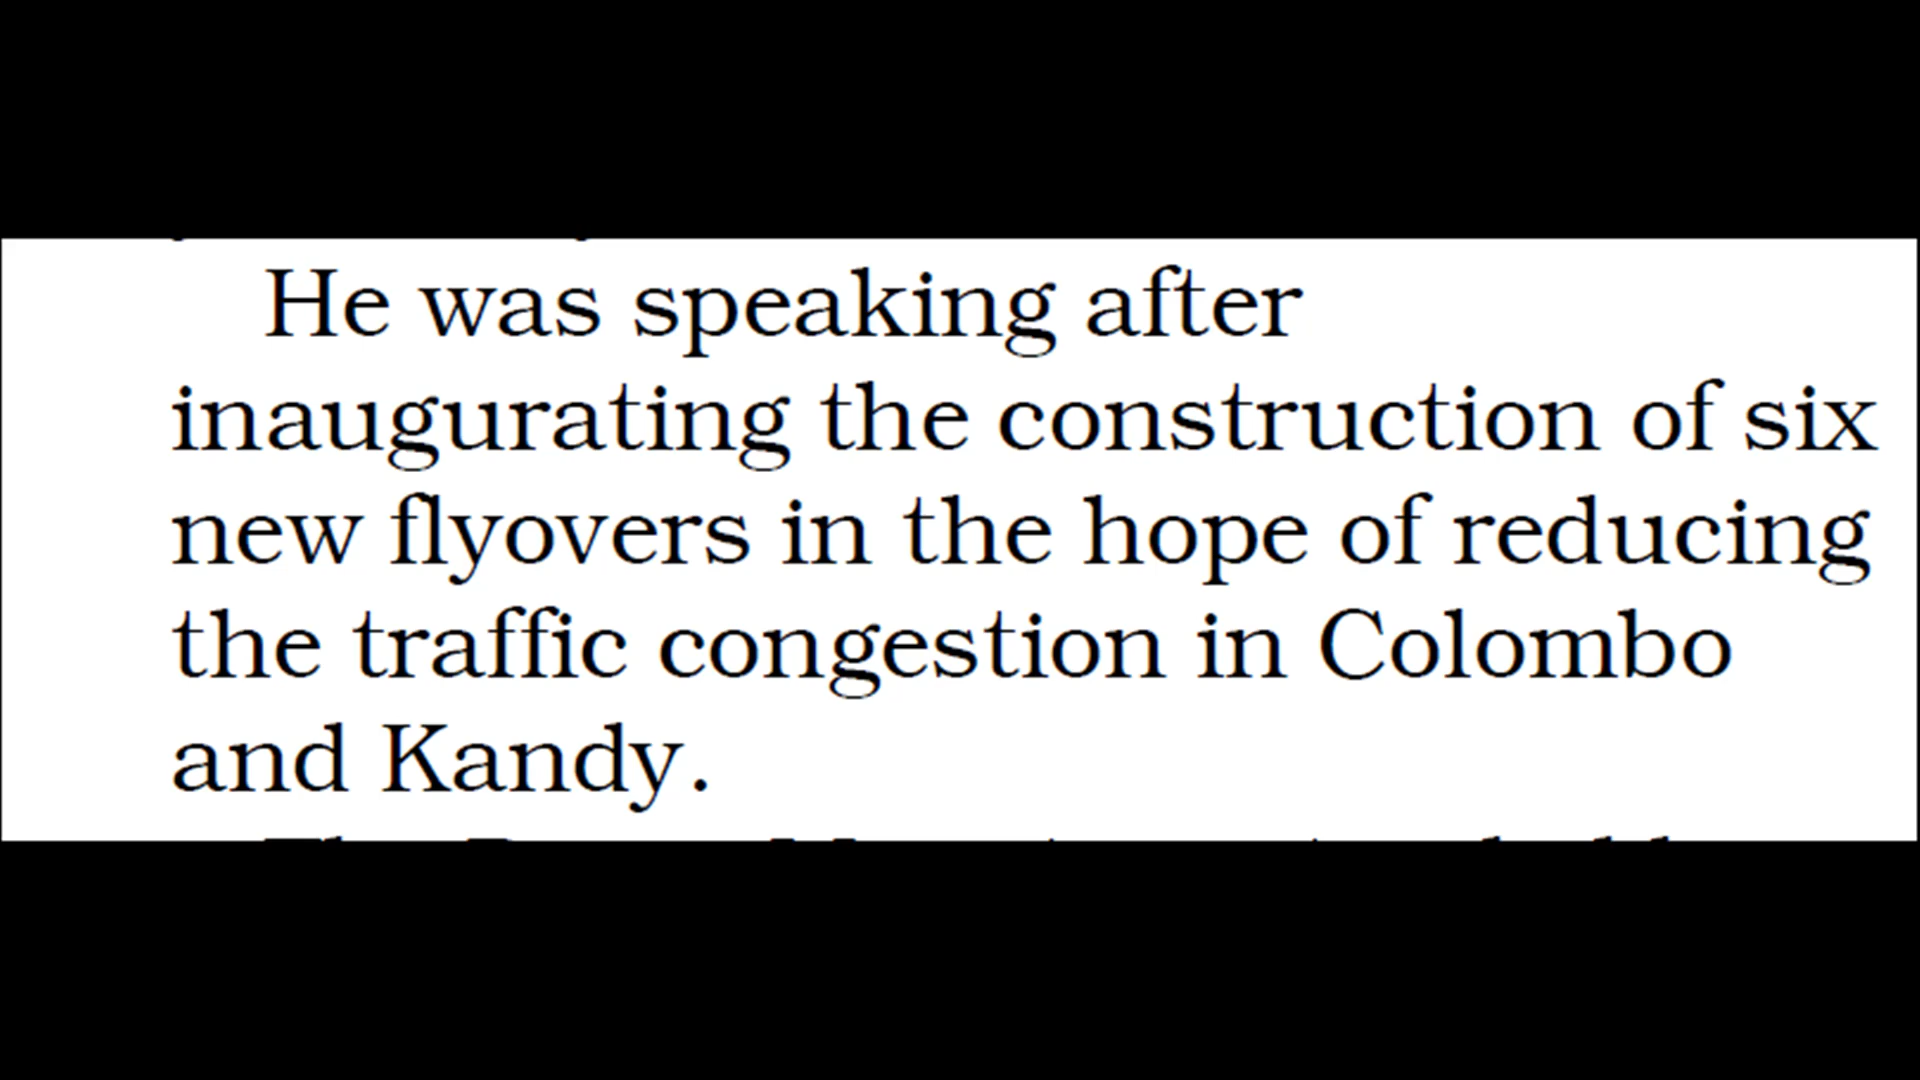 He was speaking after
inaugurating the construction of six
new flyovers in the hope of reducing
the traffic congestion in Colombo
and Kandy.